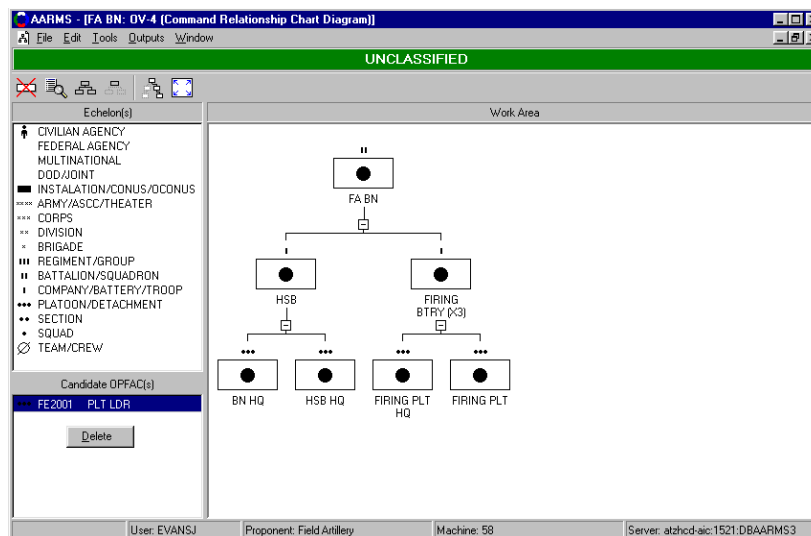 AARMS - [FA BN: OV-4 (Command Relationship Chart Diagram)]
File Edit Tools Outputs Window
UNCLASSIFIED
Echelon(s)
CIVILIAN AGENCY
FEDERAL AGENCY
MULTINATIONAL
DOD/JOINT
INSTALATION/CONUS/OCONUS
ARMY/ASCC/THEATER
CORPS
DIVISION
BRIGADE
REGIMENT/GROUP
BATTALION/SQUADRON
COMPANY/BATTERY/TROOP
PLATOON/DETACHMENT
SECTION
SQUAD
TEAM/CREW
Candidate OPFAC(s)
FE2001 PLT LDR
Delete
Work Area
FA BN
HSB
FIRING
BTRY (X3)
BN HQ
HSB HQ
FIRING PLT
HQ
FIRING PLT
User: EVANSJ
Proponent: Field Artillery
Machine: 58
Server: atzhcd-aic:1521:DBAARMS3